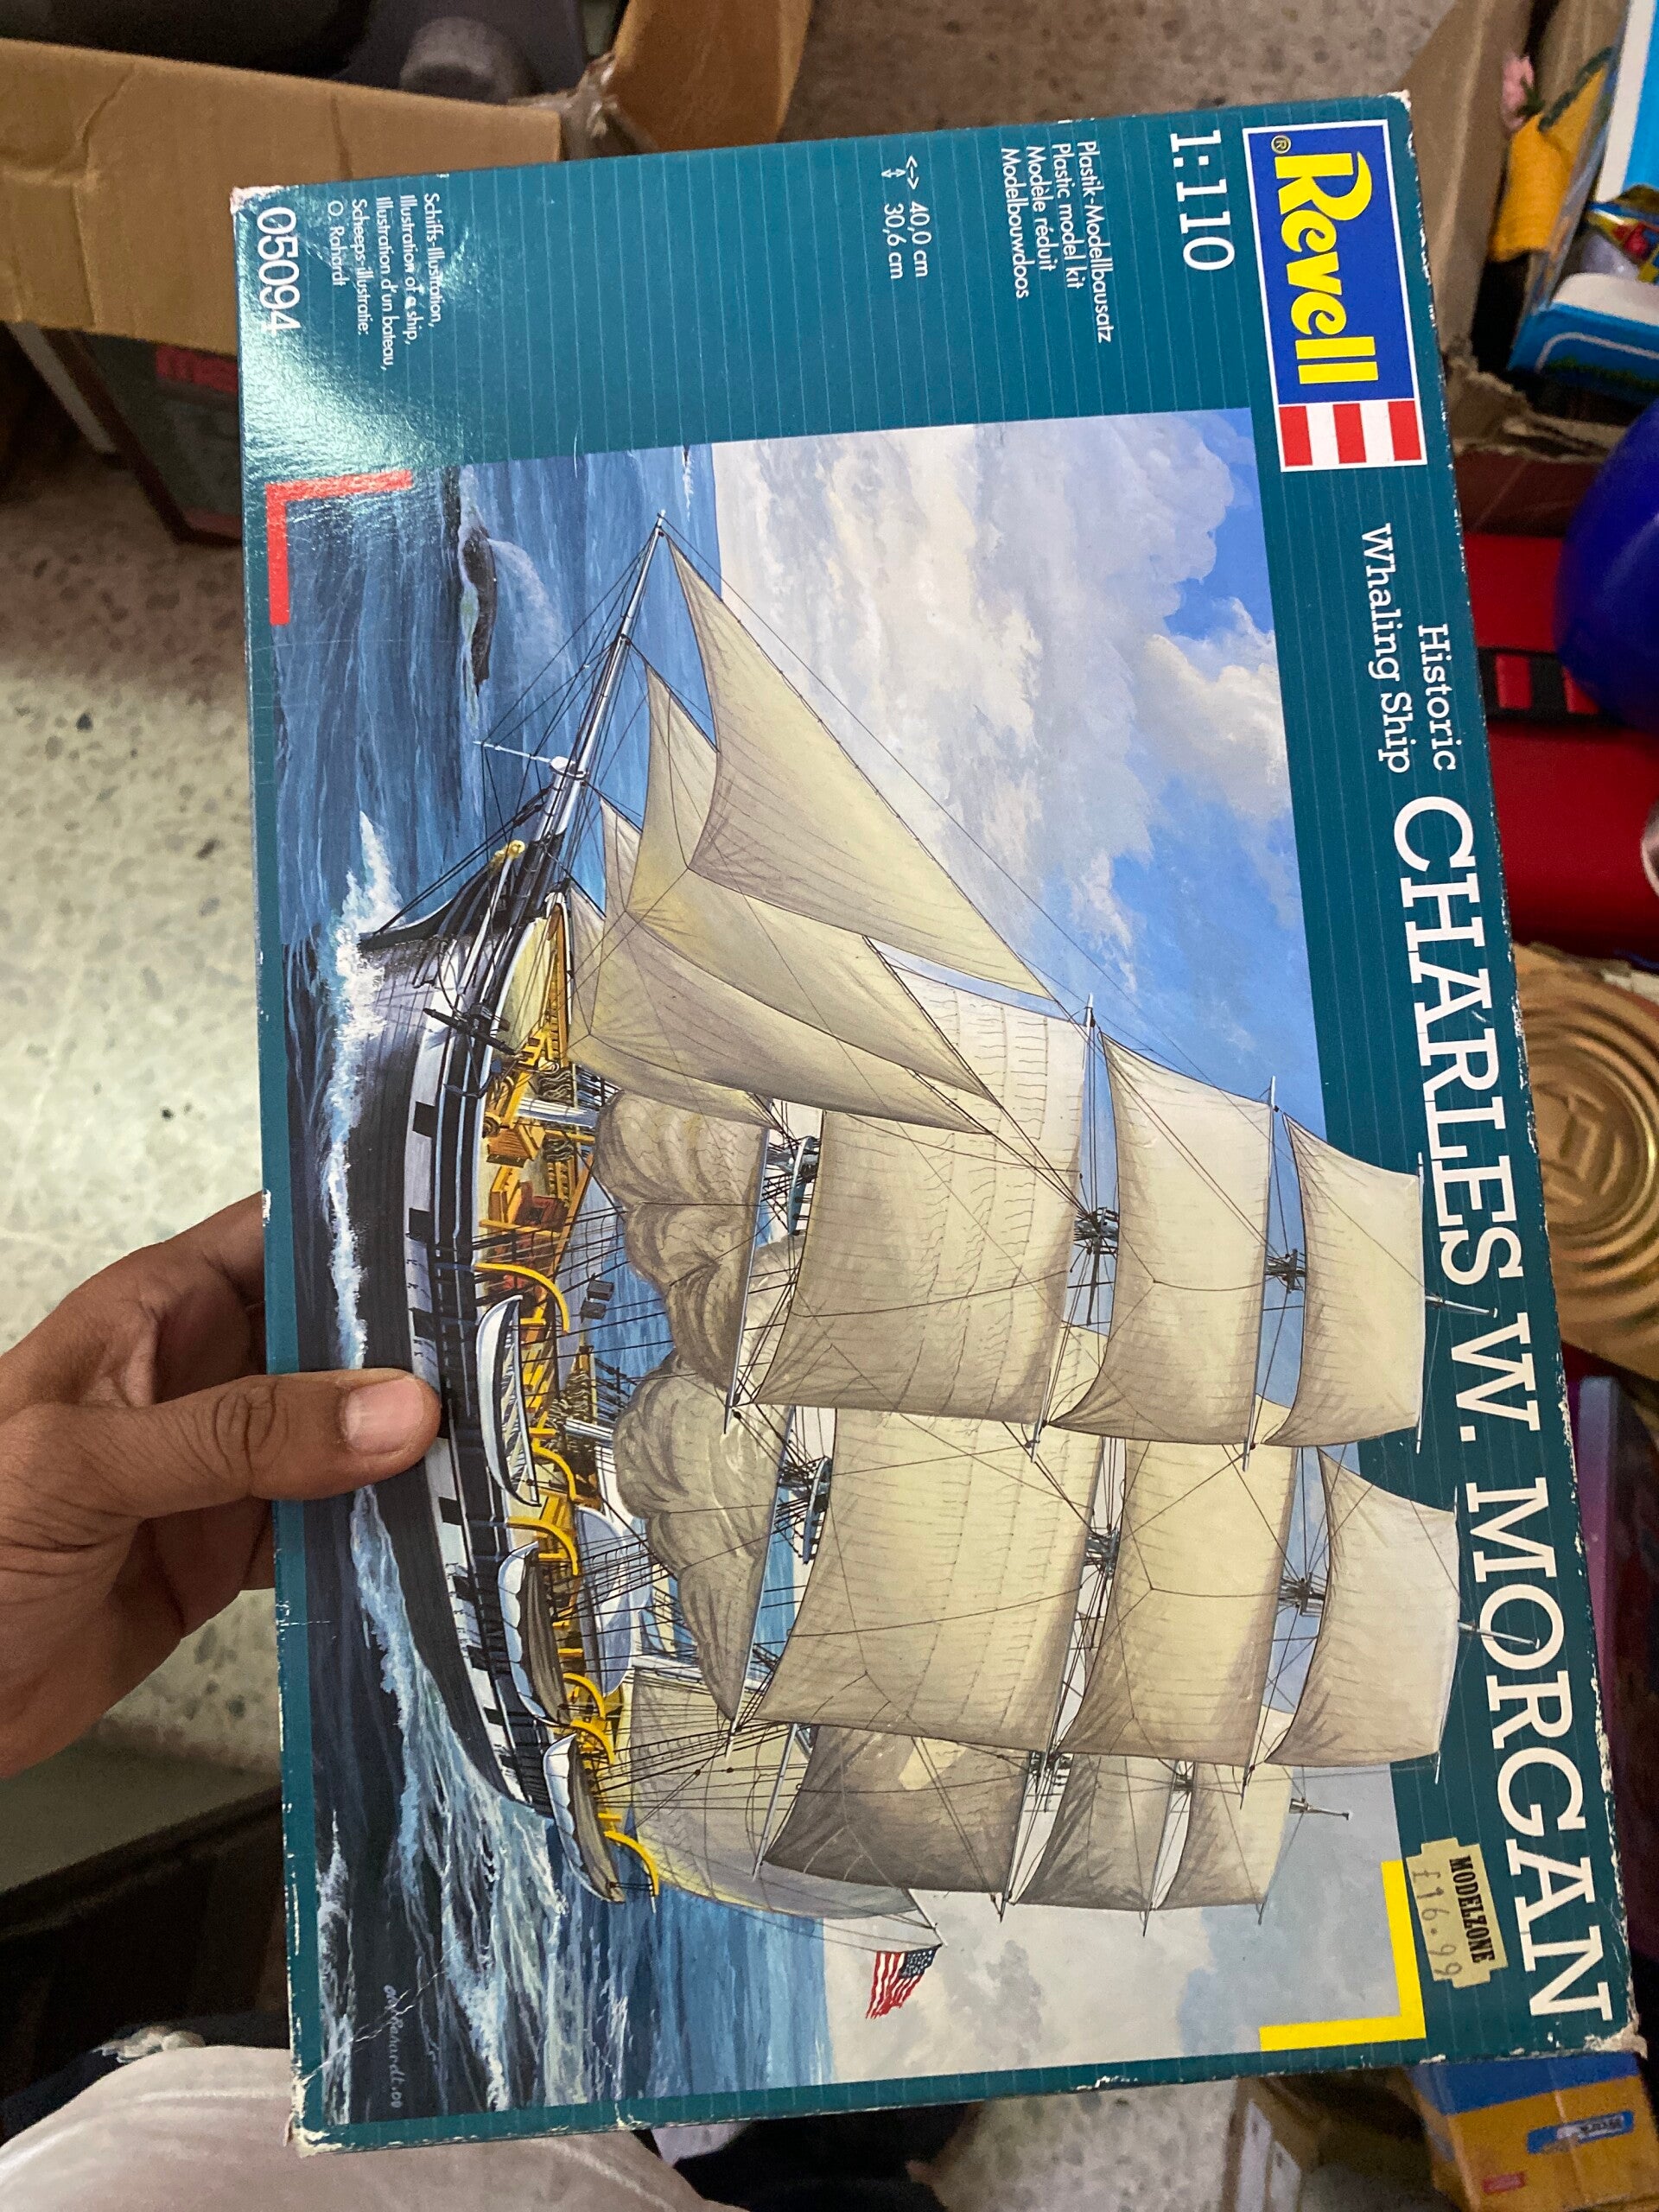 Revell
®
1:110
Plastik-Modellbausatz
Plastic model kit
Modèle réduit
Modelbouwdoos
40,0 cm
30,6 cm
Schiffs-Illustration,
Illustration of a ship,
Illustration d'un bateau,
Scheeps-illustratie:
O. Rahardt
05094
Historic
Whaling Ship
CHARLES W. MORGAN
MODELZONE
£16.99